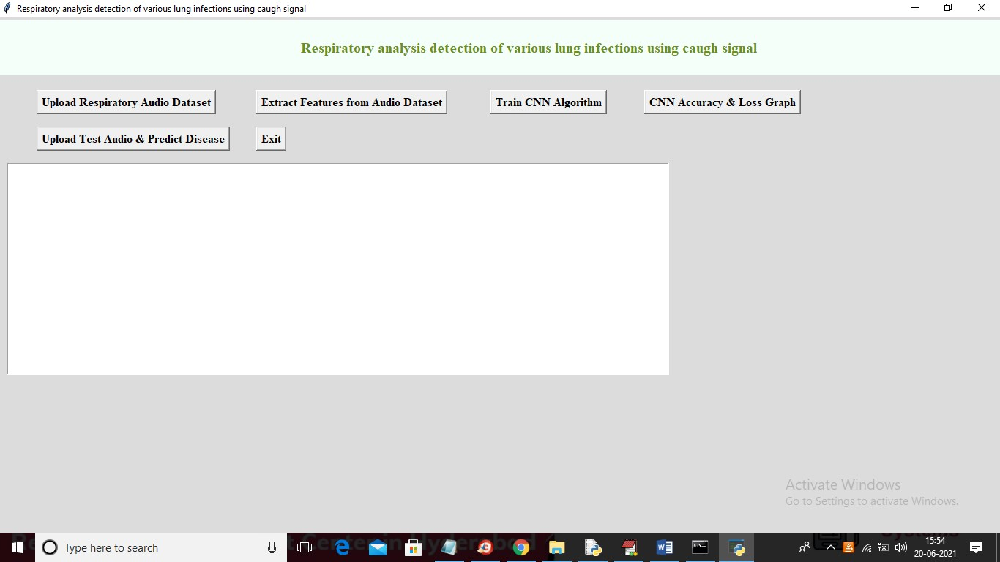 Respiratory analysis detection of various lung infections using caugh signal
Respiratory analysis detection of various lung infections using caugh signal
Upload Respiratory Audio Dataset
Extract Features from Audio Dataset
Train CNN Algorithm
CNN Accuracy & Loss Graph
Upload Test Audio & Predict Disease
Exit
Activate Windows
Go to Settings to activate Windows.
Type here to search
15:54
20-06-2021